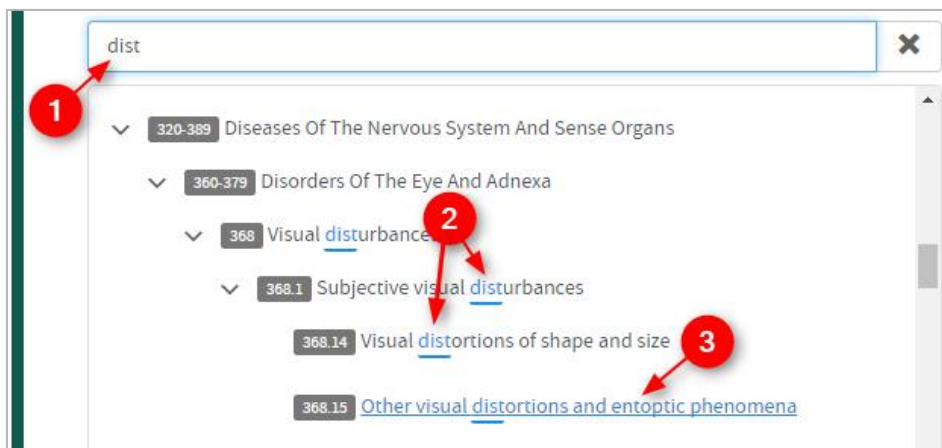 dist
1
320-389 Diseases Of The Nervous System And Sense Organs
360-379 Disorders Of The Eye And Adnexa
2
368 Visual disturbance
368.1 Subjective visual disturbances
368.14 Visual distortions of shape and size
3
368.15 Other visual distortions and entoptic phenomena